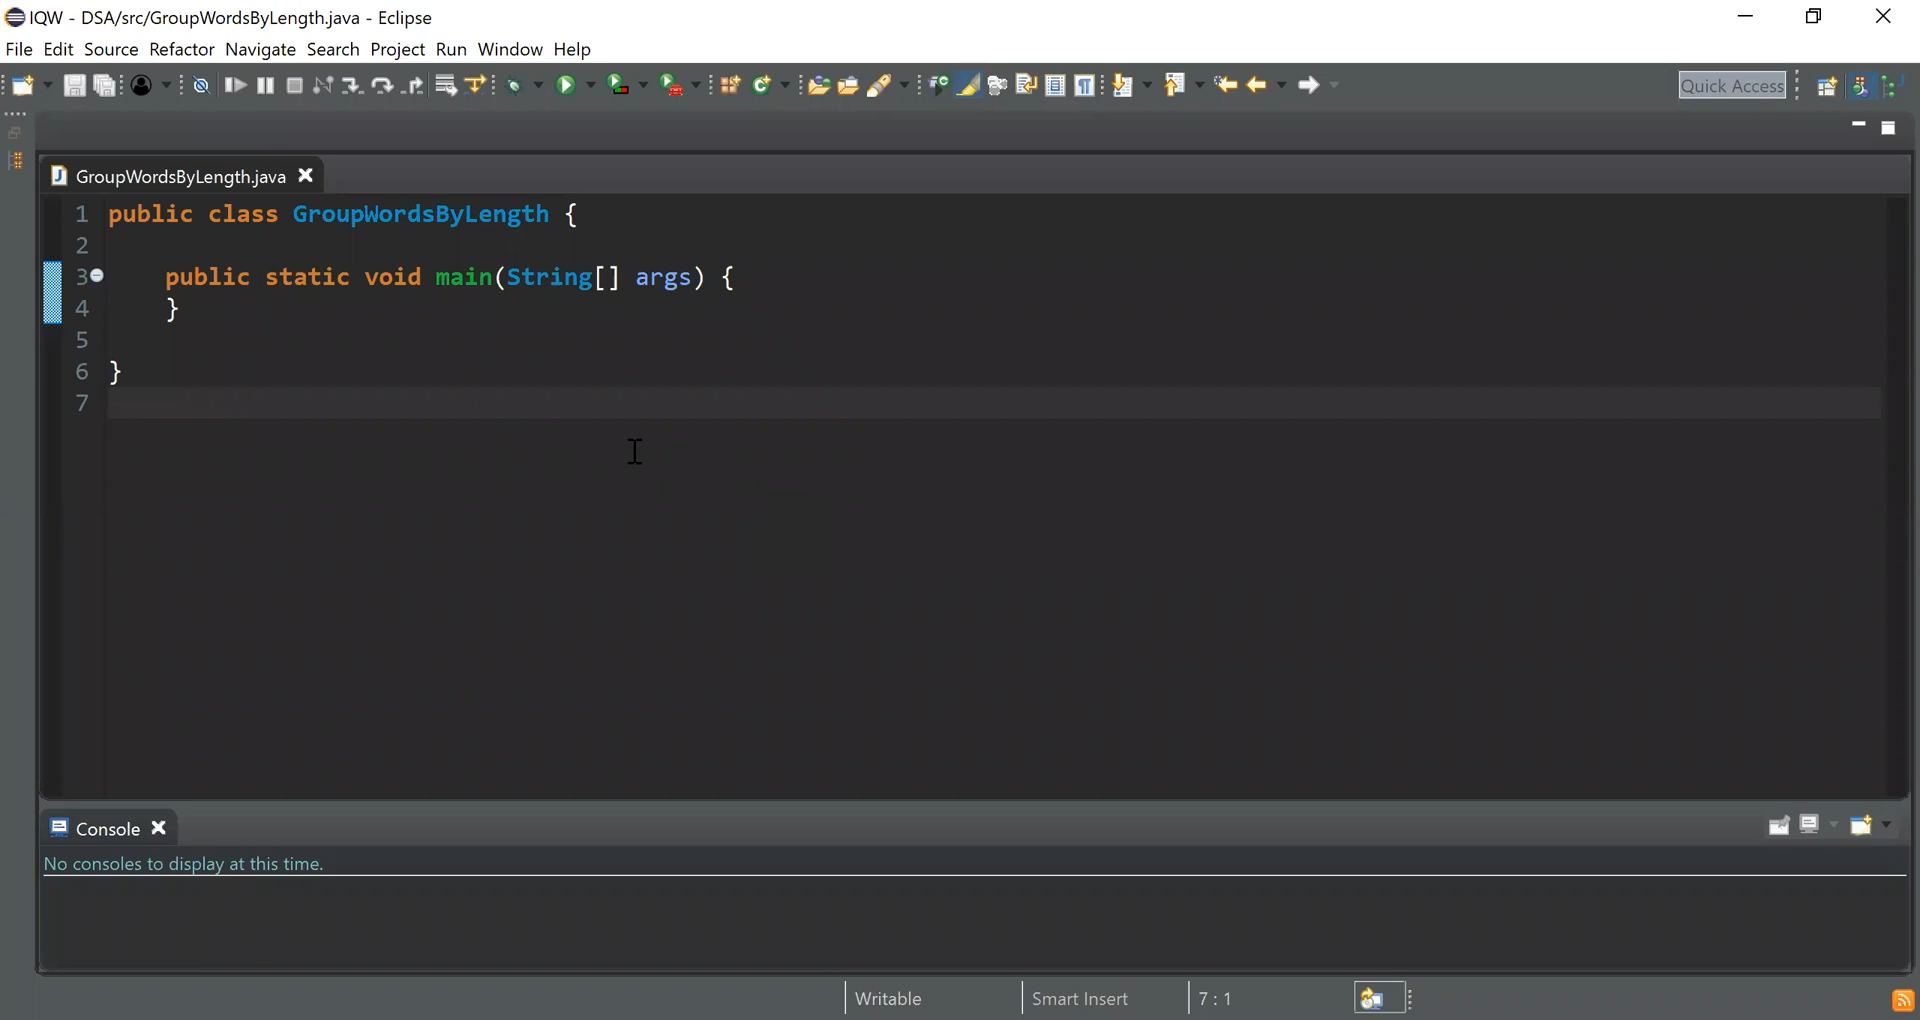 IQW - DSA/src/GroupWordsByLength.java - Eclipse
File Edit Source Refactor Navigate Search Project Run Window Help
Quick Access
GroupWordsByLength.java
1 public class GroupWordsByLength {
2
3 public static void main(String[] args) {
4 }
5
6 }
7
Console
No consoles to display at this time.
Writable Smart Insert 7 : 1